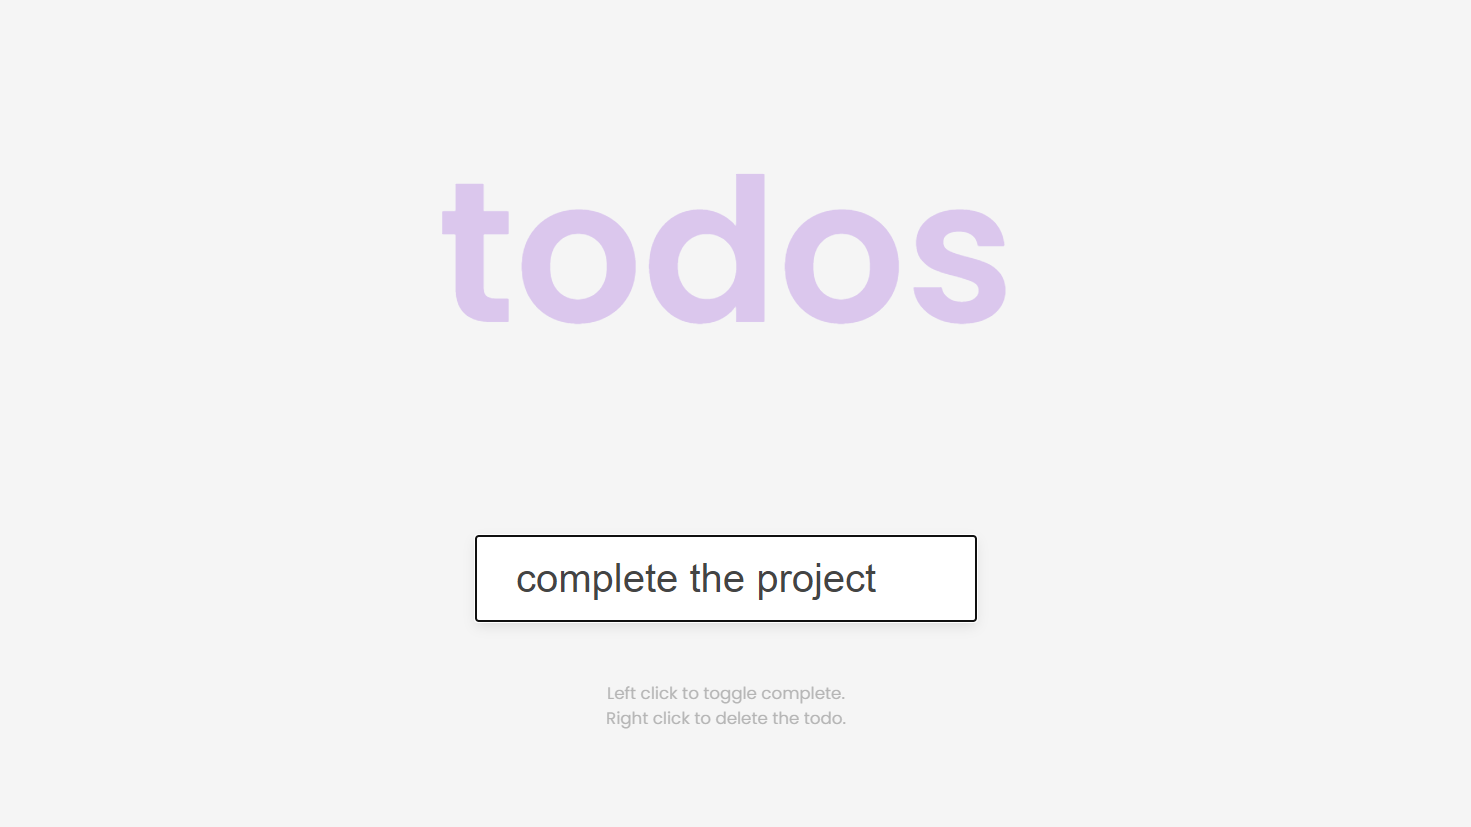 todos
complete the project
Left click to toggle complete.
Right click to delete the todo.